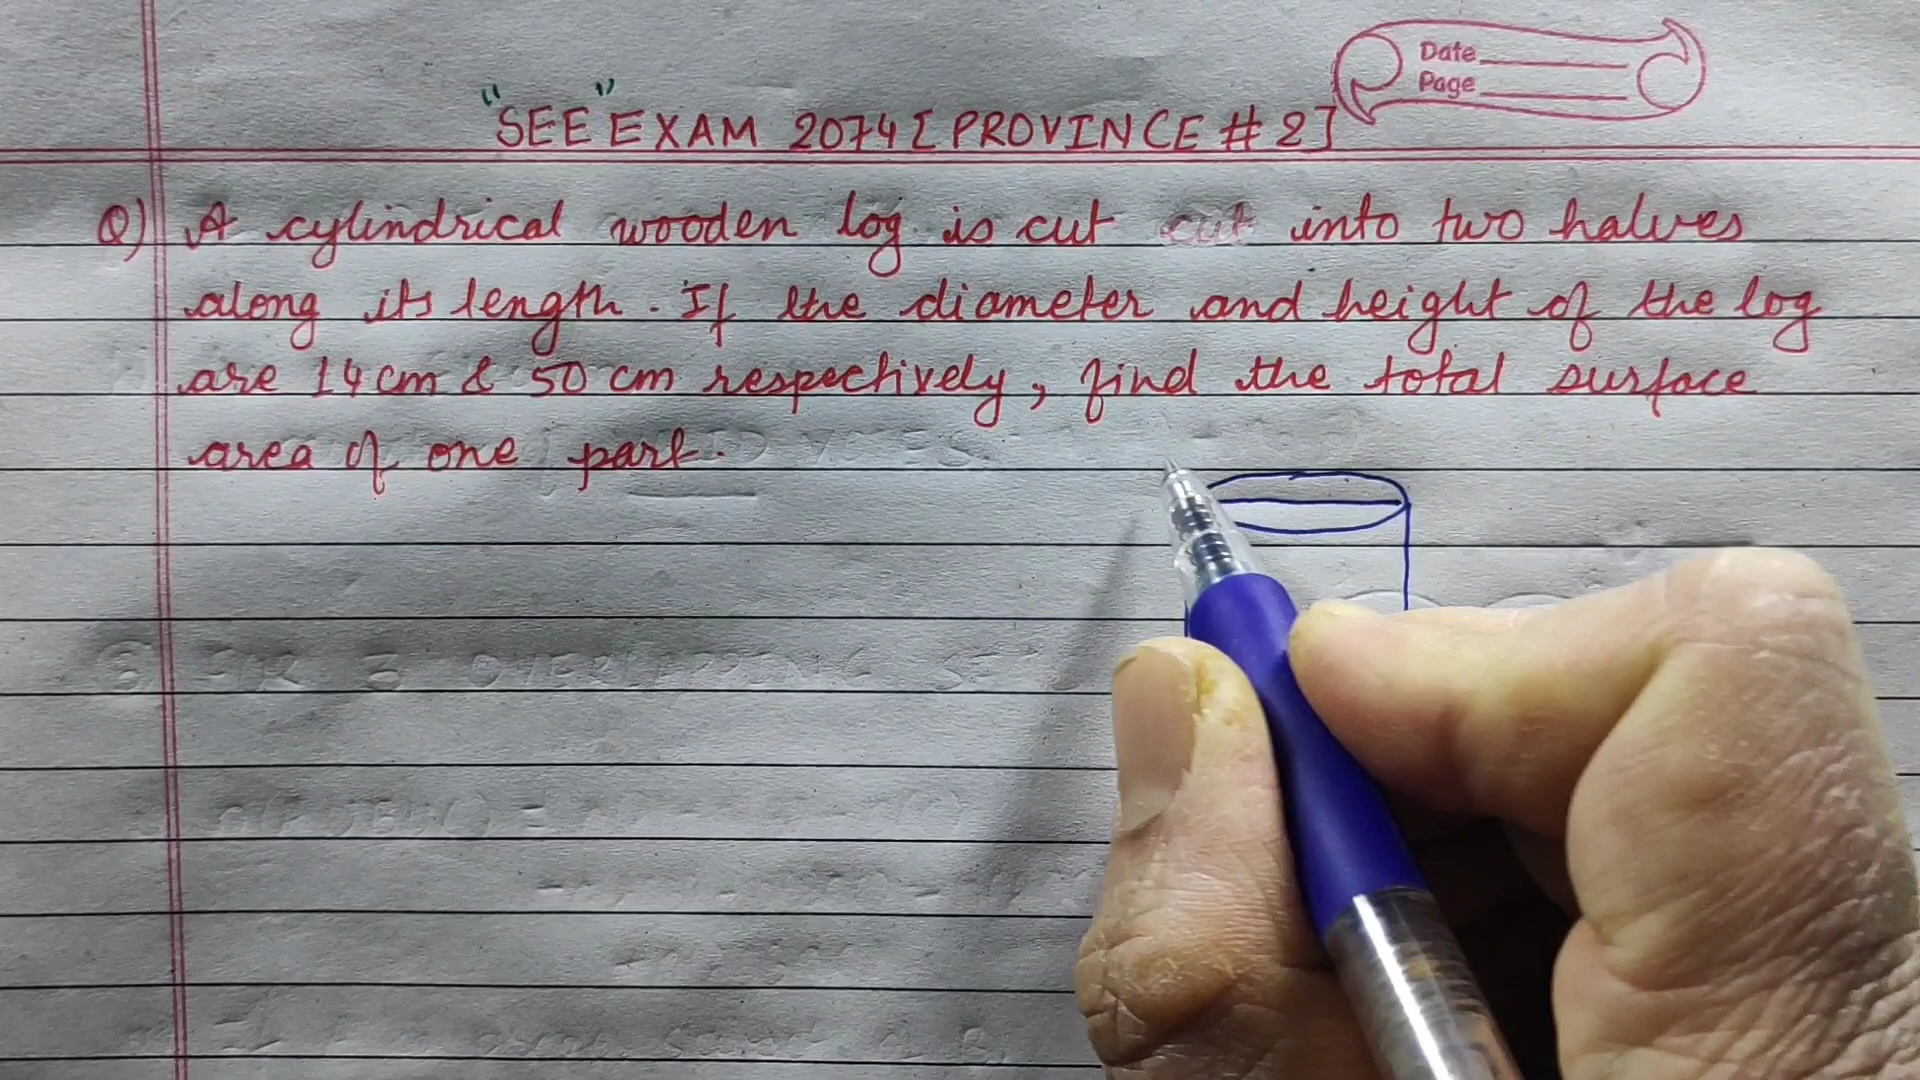 Date
Page
"SEE" EXAM 2074 [PROVINCE # 2]
Q) A cylindrical wooden log is cut cut into two halves
along its length. If the diameter and height of the log
are 14 cm & 50 cm respectively, find the total surface
area of one part.